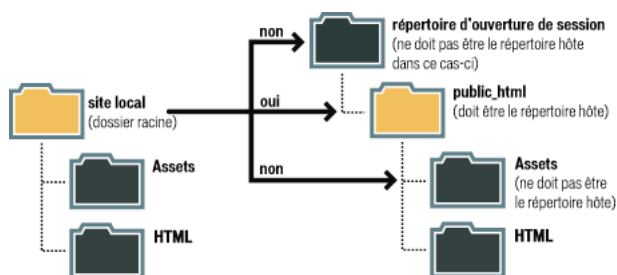 non
répertoire d'ouverture de session
(ne doit pas être le répertoire hôte
dans ce cas-ci)
site local
(dossier racine)
oui
public_html
(doit être le répertoire hôte)
Assets
non
Assets
(ne doit pas être
le répertoire hôte)
HTML
HTML